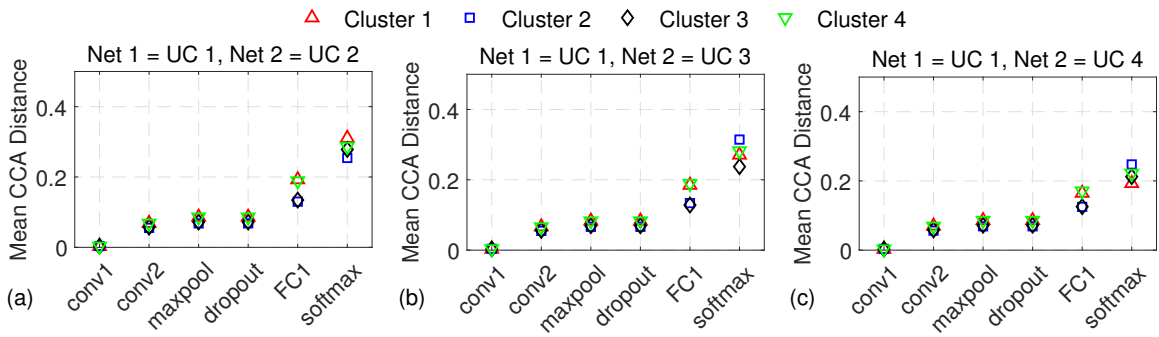 Cluster 1 Cluster 2 Cluster 3 Cluster 4
Net 1 = UC 1, Net 2 = UC 2
Mean CCA Distance
0.4
0.2
0
conv1
conv2
maxpool
dropout
FC1
softmax
(a)
Net 1 = UC 1, Net 2 = UC 3
Mean CCA Distance
0.4
0.2
0
conv1
conv2
maxpool
dropout
FC1
softmax
(b)
Net 1 = UC 1, Net 2 = UC 4
Mean CCA Distance
0.4
0.2
0
conv1
conv2
maxpool
dropout
FC1
softmax
(c)